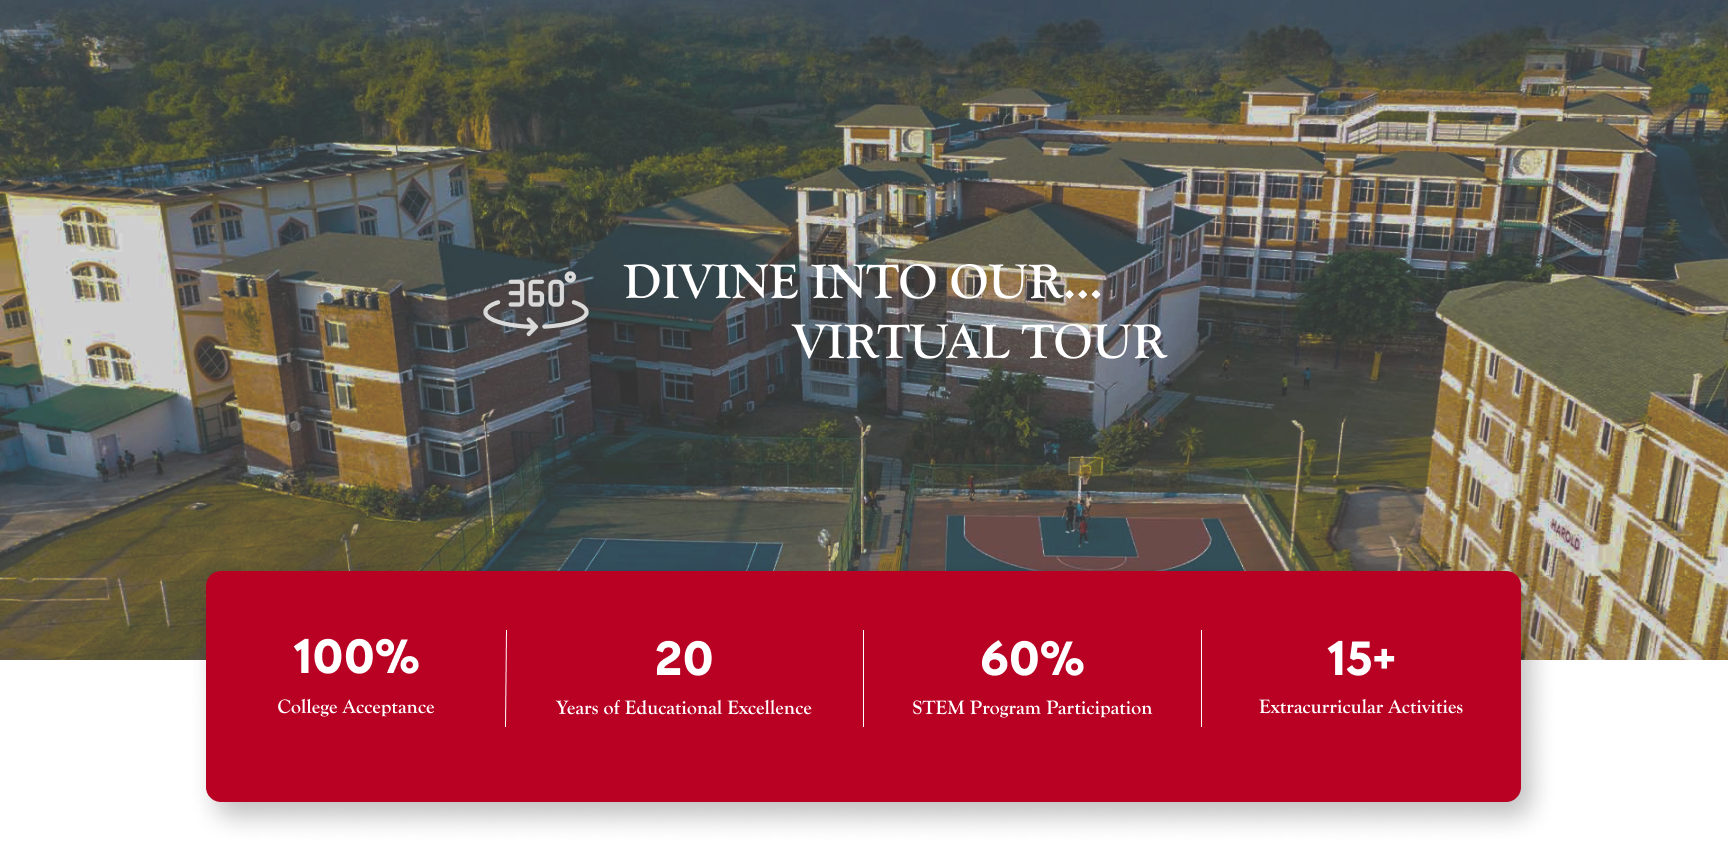 360°
DIVINE INTO OUR...
VIRTUAL TOUR
HAROLD
100%
College Acceptance
20
Years of Educational Excellence
60%
STEM Program Participation
15+
Extracurricular Activities